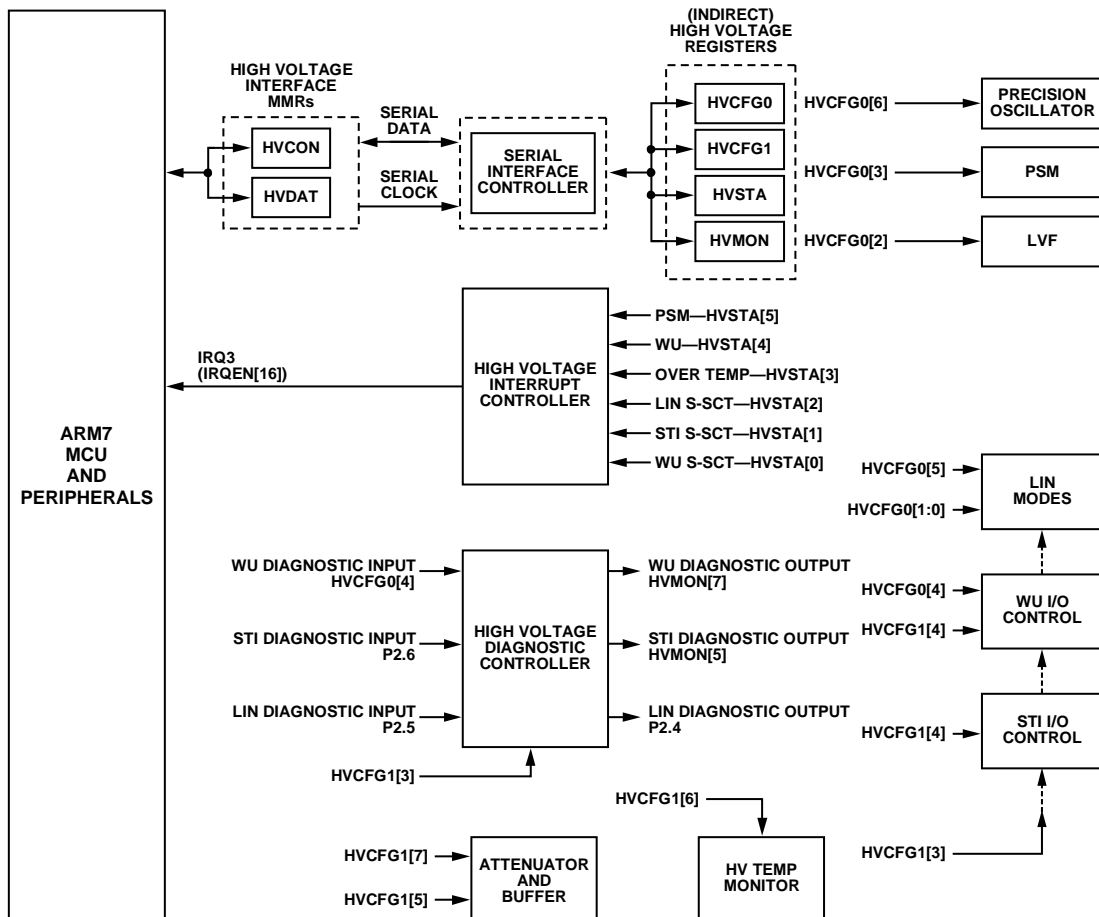 (INDIRECT)
HIGH VOLTAGE
REGISTERS
HIGH VOLTAGE
INTERFACE
MMRs
SERIAL
DATA
SERIAL
CLOCK
HVCON
HVDAT
SERIAL
INTERFACE
CONTROLLER
HVCFG0
HVCFG1
HVSTA
HVMON
HVCFG0[6]
PRECISION
OSCILLATOR
HVCFG0[3]
PSM
HVCFG0[2]
LVF
ARM7
MCU
AND
PERIPHERALS
IRQ3
(IRQEN[16])
HIGH VOLTAGE
INTERRUPT
CONTROLLER
PSM—HVSTA[5]
WU—HVSTA[4]
OVER TEMP—HVSTA[3]
LIN S-SCT—HVSTA[2]
STI S-SCT—HVSTA[1]
WU S-SCT—HVSTA[0]
HVCFG0[5]
HVCFG0[1:0]
LIN
MODES
WU DIAGNOSTIC INPUT
HVCFG0[4]
STI DIAGNOSTIC INPUT
P2.6
LIN DIAGNOSTIC INPUT
P2.5
HIGH VOLTAGE
DIAGNOSTIC
CONTROLLER
HVCFG1[3]
WU DIAGNOSTIC OUTPUT
HVMON[7]
STI DIAGNOSTIC OUTPUT
HVMON[5]
LIN DIAGNOSTIC OUTPUT
P2.4
HVCFG0[4]
HVCFG1[4]
WU I/O
CONTROL
HVCFG1[4]
STI I/O
CONTROL
HVCFG1[3]
HVCFG1[7]
HVCFG1[5]
ATTENUATOR
AND
BUFFER
HVCFG1[6]
HV TEMP
MONITOR